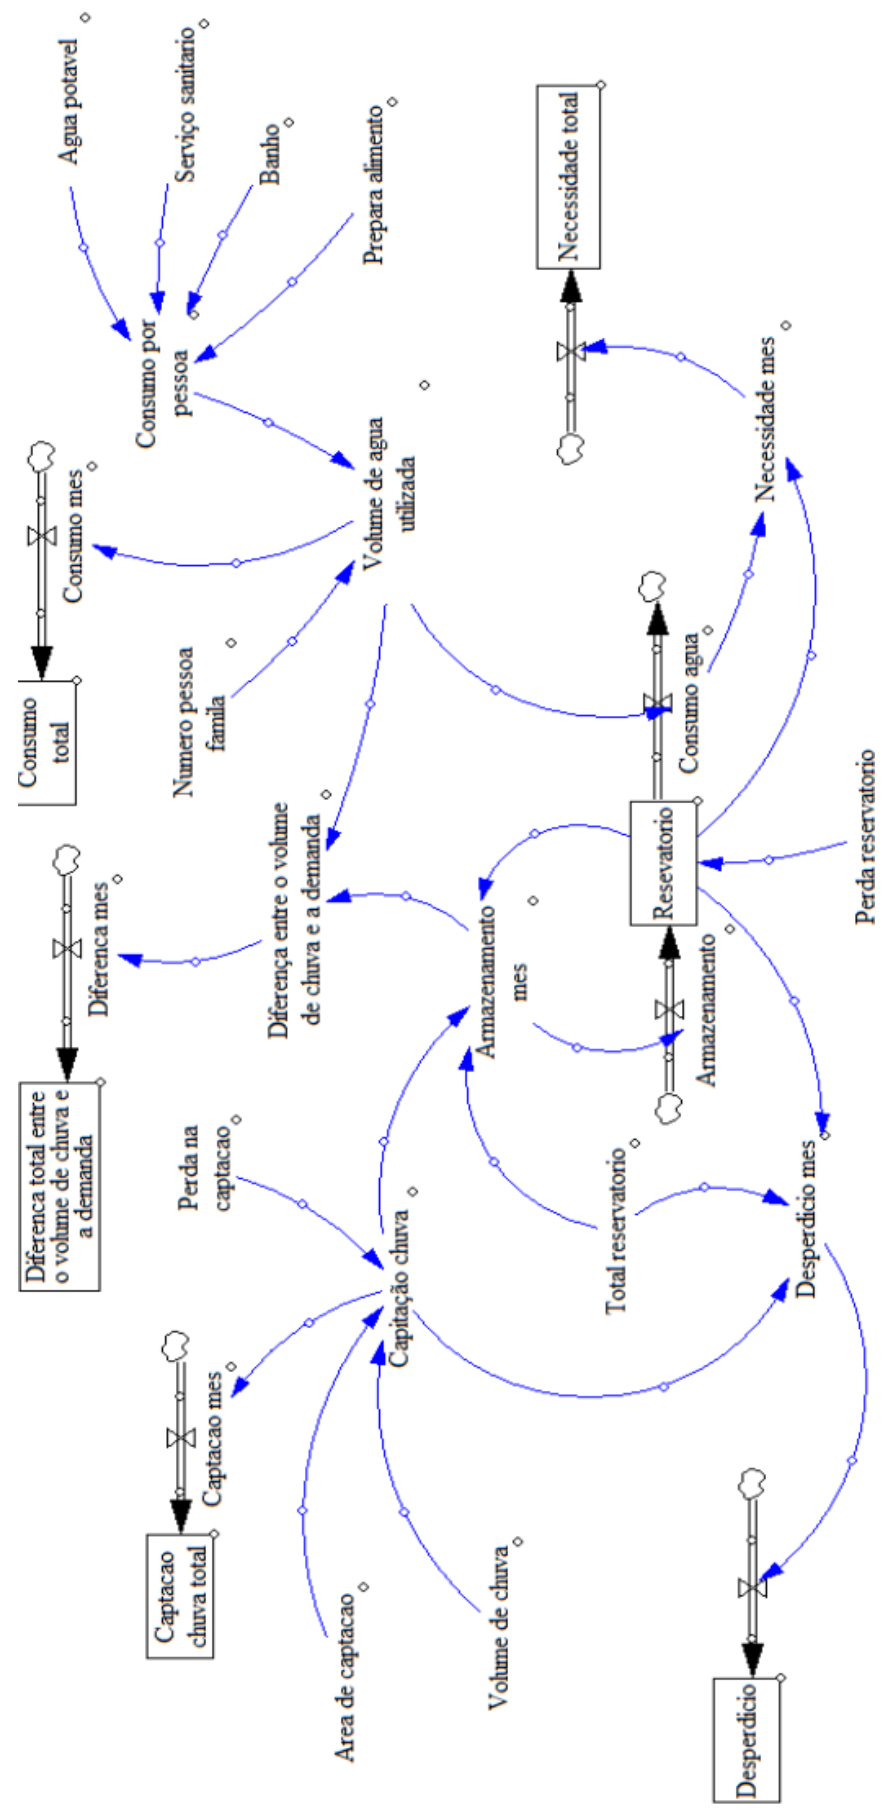 Diferenca total entre
o volume de chuva e
a demanda
Diferenca mes
Consumo
total
Consumo mes
Agua potavel
Serviço sanitario
Banho
Prepara alimento
Consumo por
pessoa
Captacao
chuva total
Captacao mes
Perda na
captacao
Numero pessoa
famila
Diferença entre o volume
de chuva e a demanda
Volume de agua
utilizada
Area de captacao
Capitação chuva
Volume de chuva
Armazenamento
mes
Necessidade total
Total reservatorio
Armazenamento
Resevatorio
Consumo agua
Necessidade mes
Desperdicio
Desperdicio mes
Perda reservatorio